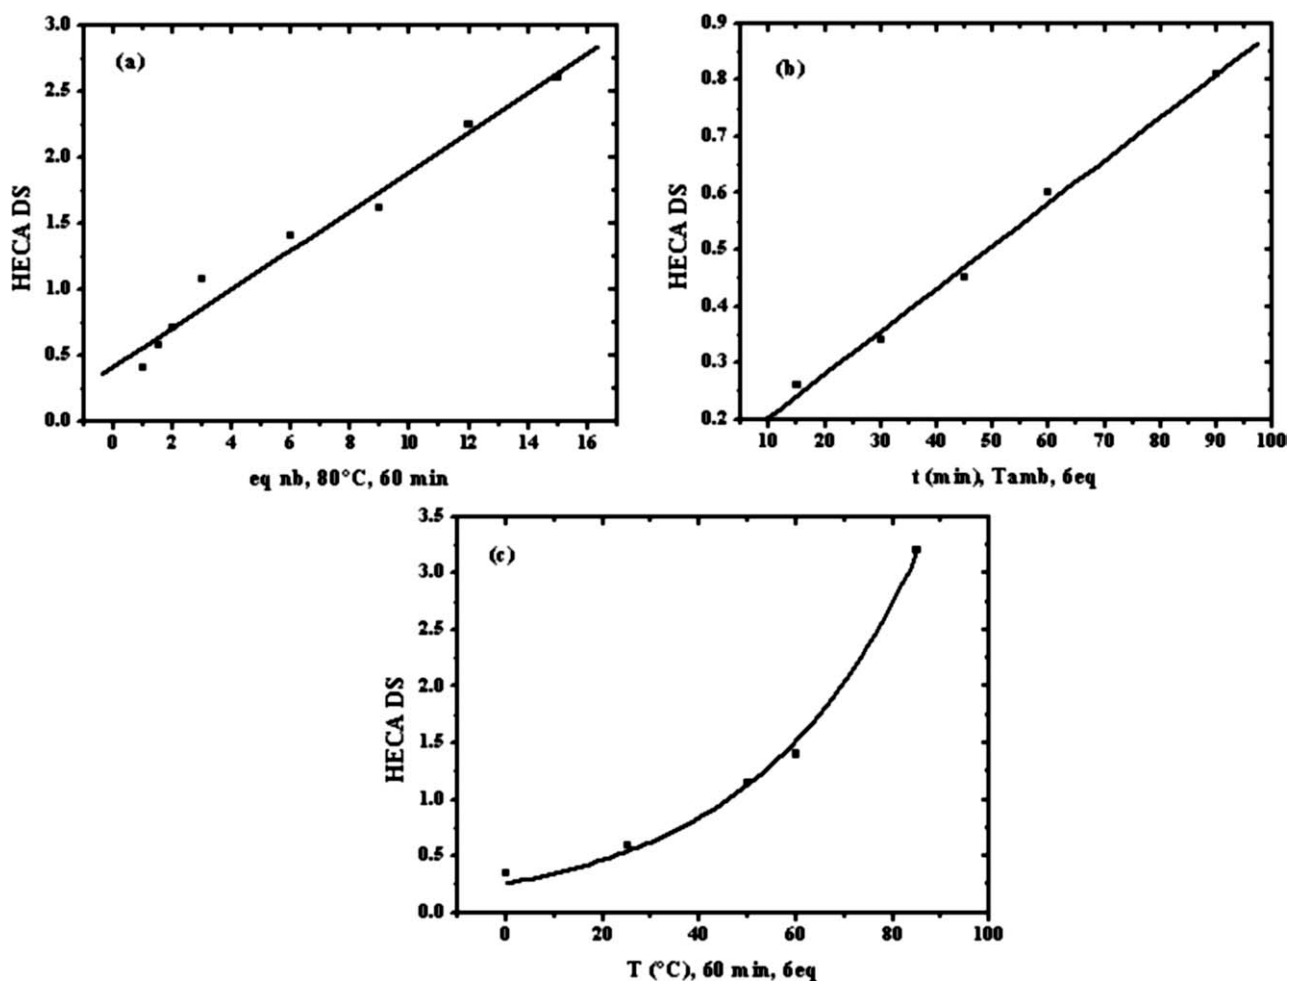 (a)
HECA DS
3.0
2.5
2.0
1.5
1.0
0.5
0.0
0 2 4 6 8 10 12 14 16
eq nb, 80°C, 60 min
(b)
HECA DS
0.9
0.8
0.7
0.6
0.5
0.4
0.3
0.2
10 20 30 40 50 60 70 80 90 100
t (min), Tamb, 6eq
(c)
HECA DS
3.5
3.0
2.5
2.0
1.5
1.0
0.5
0.0
0 20 40 60 80 100
T (°C), 60 min, 6eq